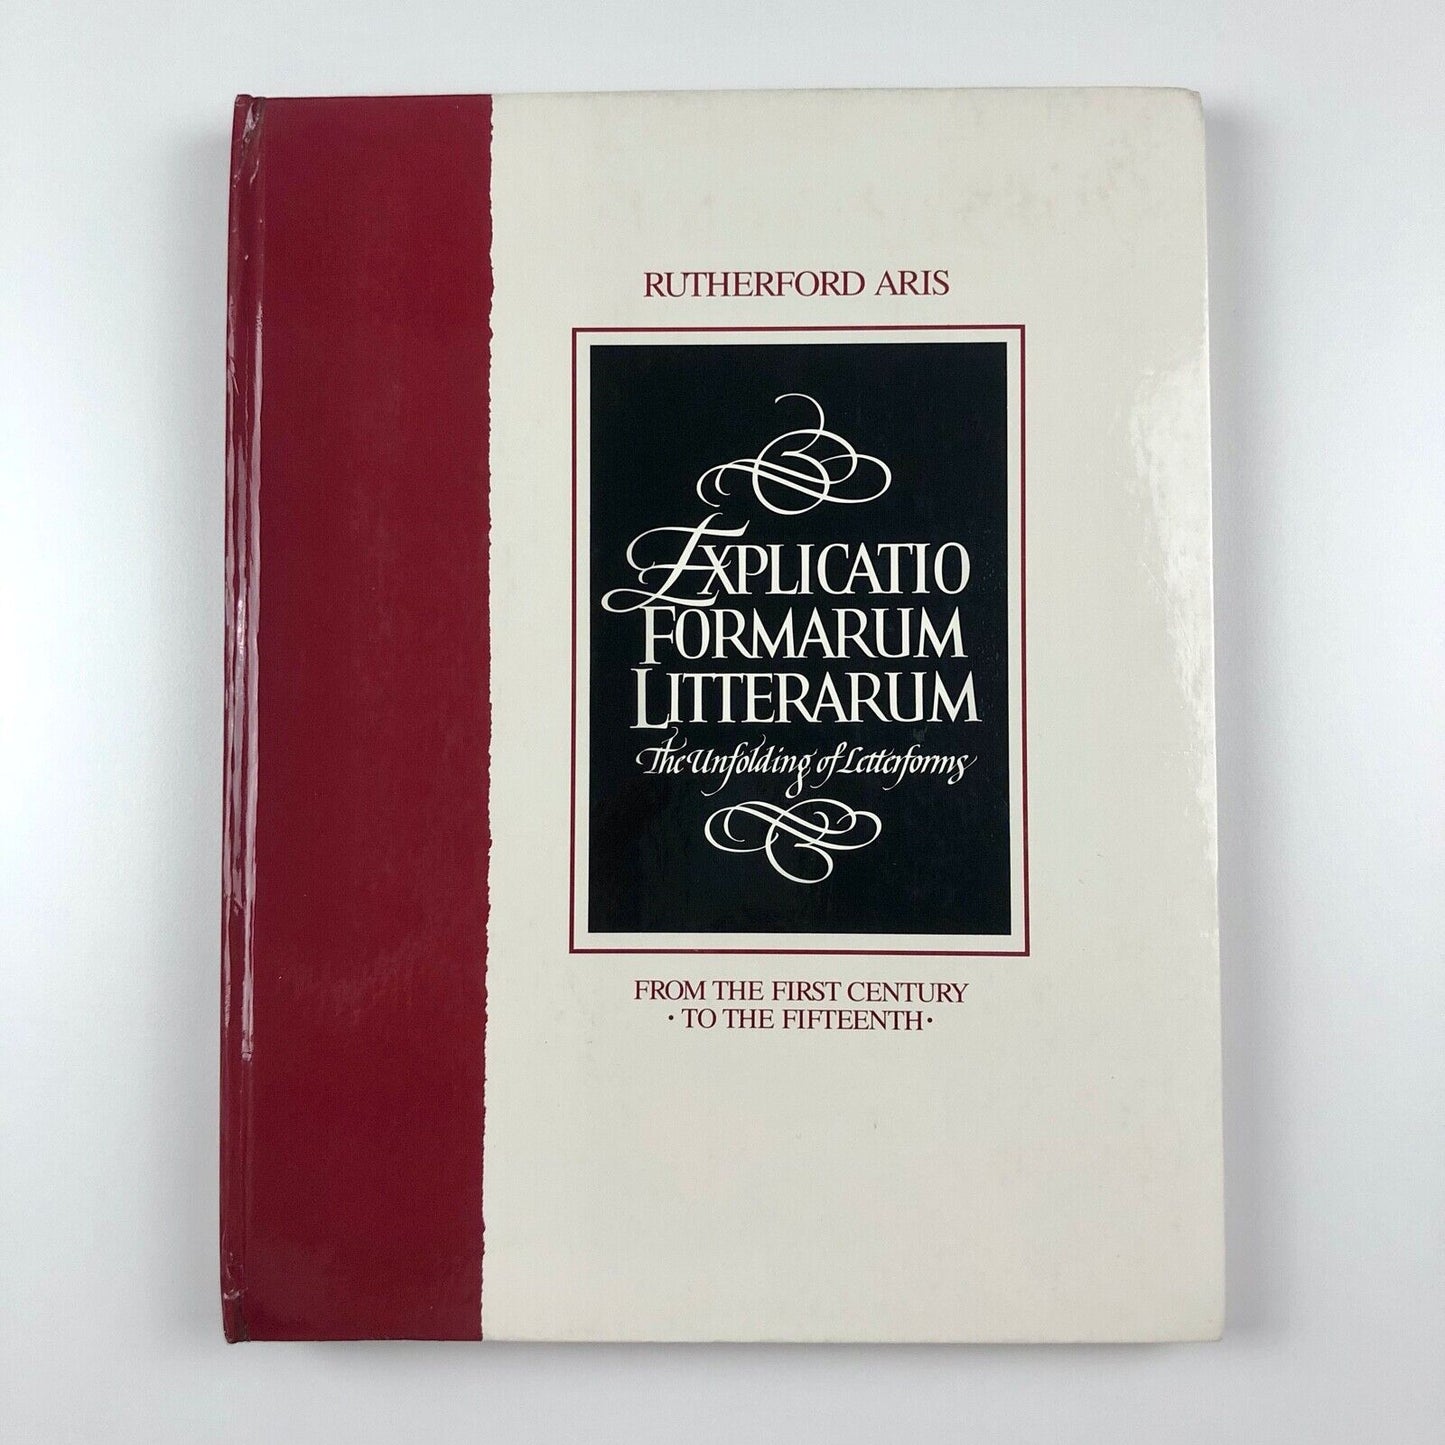 RUTHERFORD ARIS
EXPLICATIO
FORMARUM
LITTERARUM
The Unfolding of Letterforms
FROM THE FIRST CENTURY
· TO THE FIFTEENTH ·